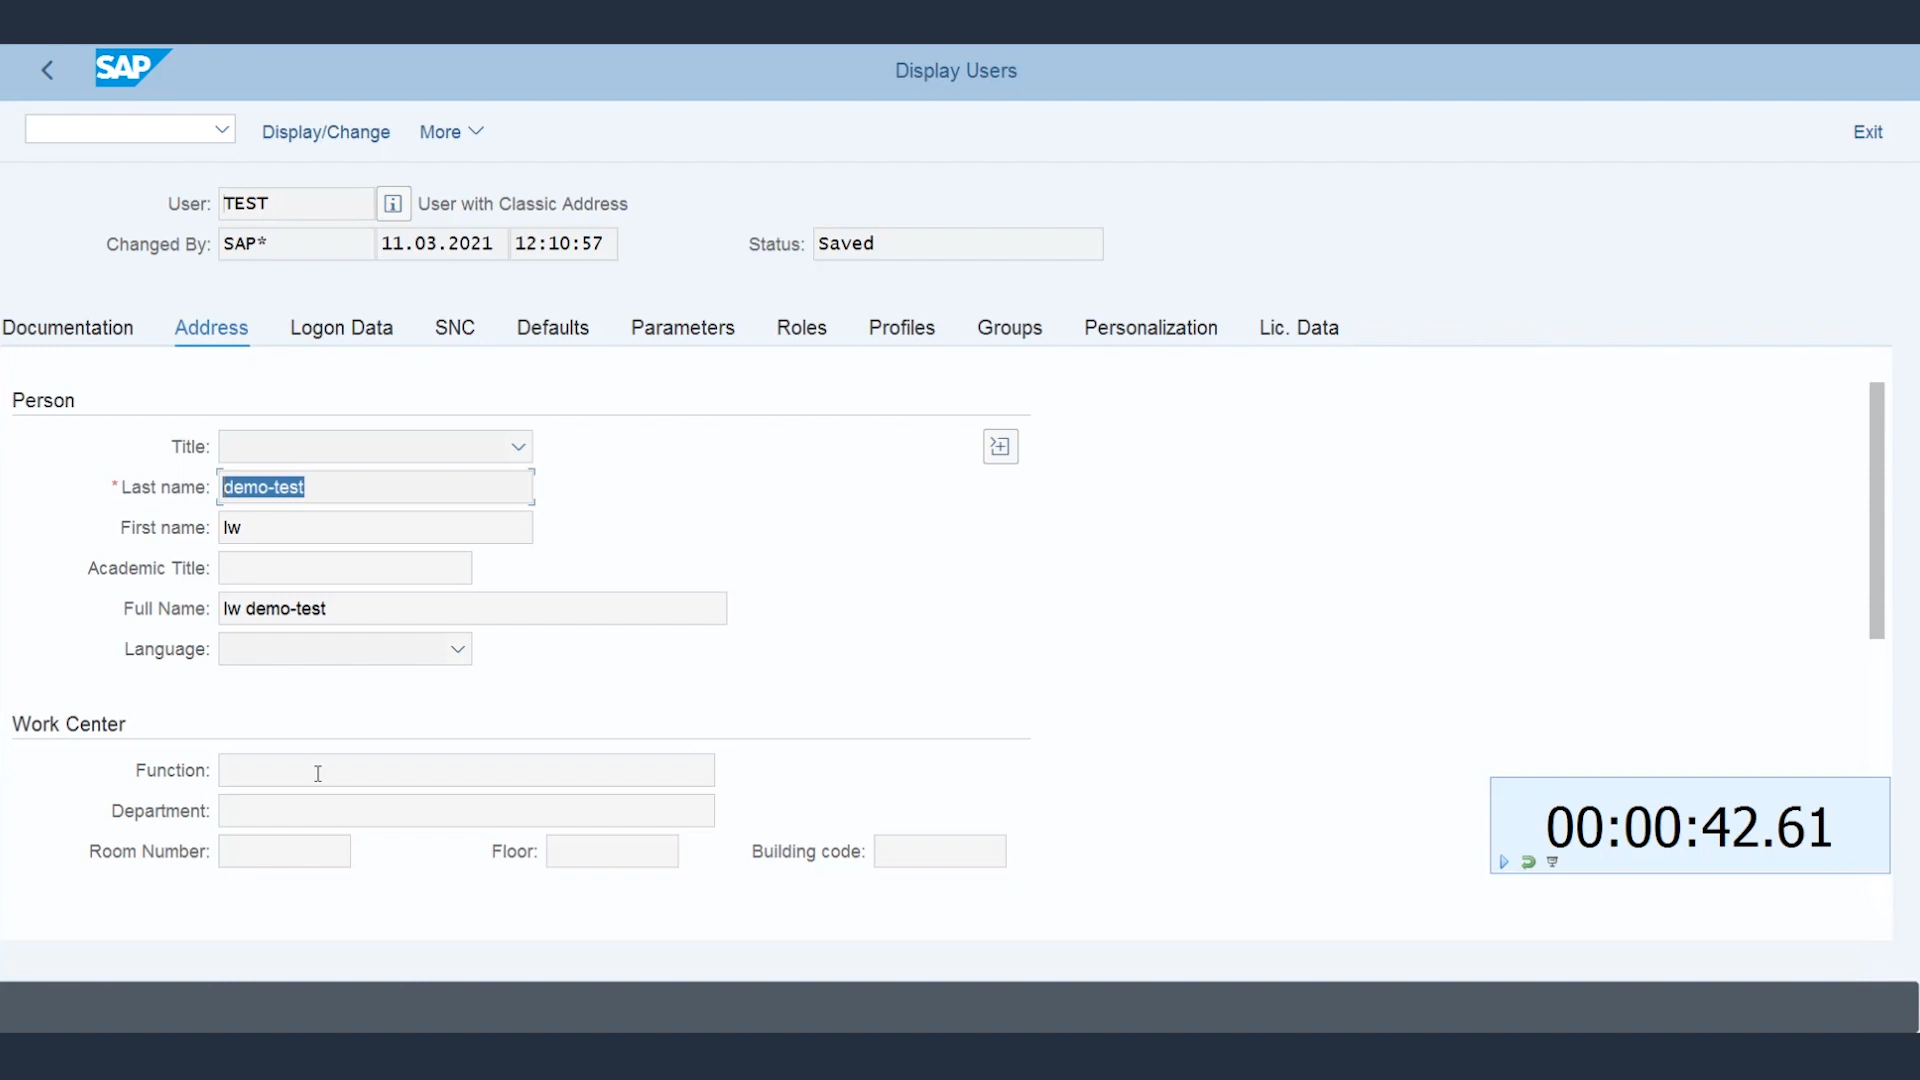 SAP
Display Users
Display/Change More Exit
User: TEST User with Classic Address
Changed By: SAP* 11.03.2021 12:10:57 Status: Saved
Documentation Address Logon Data SNC Defaults Parameters Roles Profiles Groups Personalization Lic. Data
Person
Title:
* Last name: demo-test
First name: lw
Academic Title:
Full Name: lw demo-test
Language:
Work Center
Function:
Department:
Room Number: Floor: Building code:
00:00:42.61